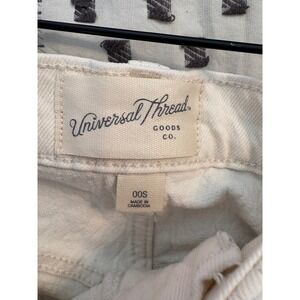 Universal Thread
GOODS
CO.
00S
MADE IN
CAMBODIA